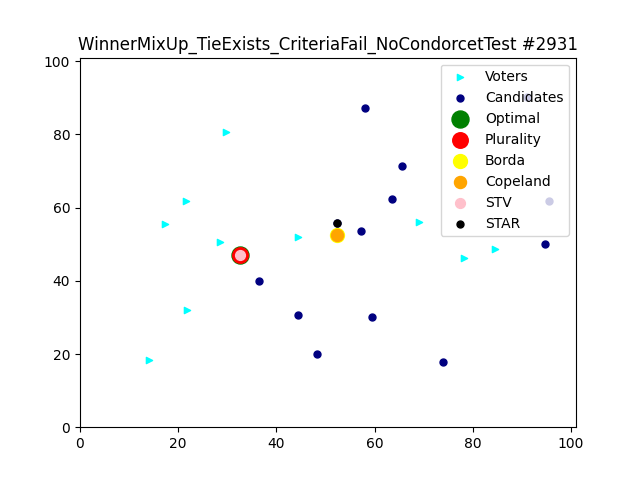 WinnerMixUp_TieExists_CriteriaFail_NoCondorcetTest #2931
Voters
Candidates
Optimal
Plurality
Borda
Copeland
STV
STAR
100
80
60
40
20
0
0 20 40 60 80 100